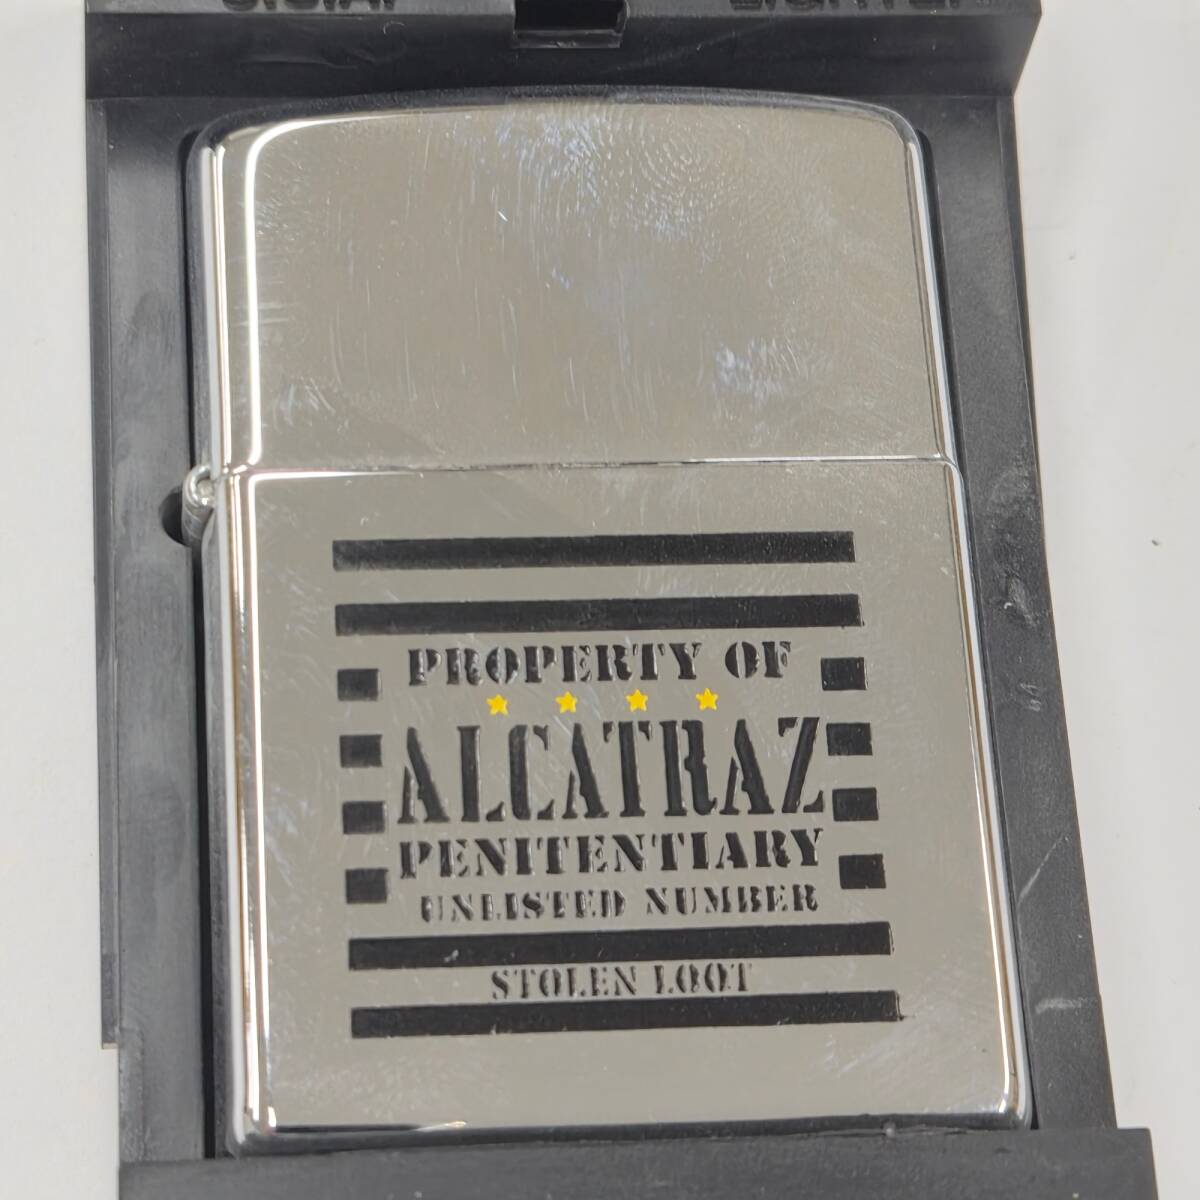 PROPERTY OF
ALCATRAZ
PENITENTIARY
UNLISTED NUMBER
STOLEN LOOT